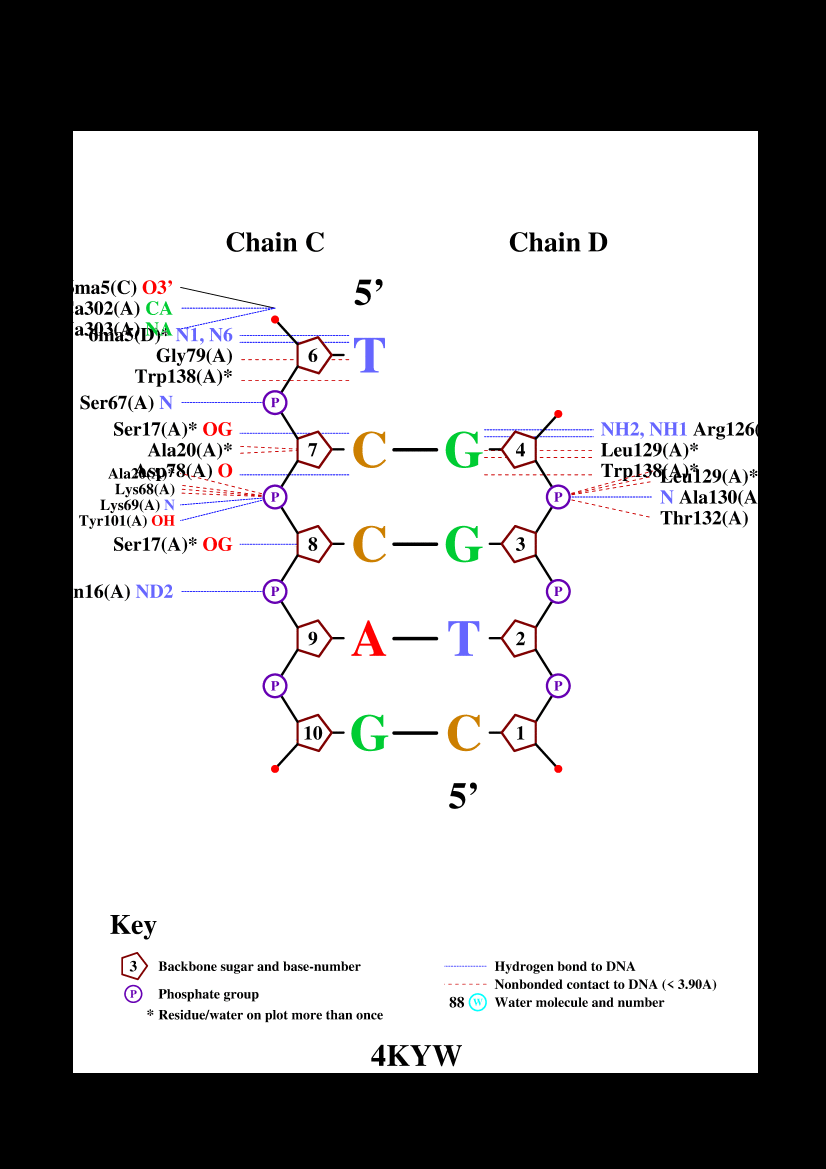 Chain C Chain D
5’
6ma5(C) O3’
a302(A) CA
a303(A) NA
6ma5(D)* N1, N6
Gly79(A)
Trp138(A)*
6 T
Ser67(A) N
P
Ser17(A)* OG
Ala20(A)*
Asp78(A) O
7 C G 4
NH2, NH1 Arg126(
Leu129(A)*
Trp138(A)*
Ala20(A)*
Lys68(A)
Lys69(A) N
Tyr101(A) OH
P P
Leu129(A)*
N Ala130(A
Thr132(A)
Ser17(A)* OG
8 C G 3
n16(A) ND2
P P
9 A T 2
P P
10 G C 1
5’
Key
3 Backbone sugar and base-number
P Phosphate group
* Residue/water on plot more than once
Hydrogen bond to DNA
Nonbonded contact to DNA (< 3.90A)
88 W Water molecule and number
4KYW